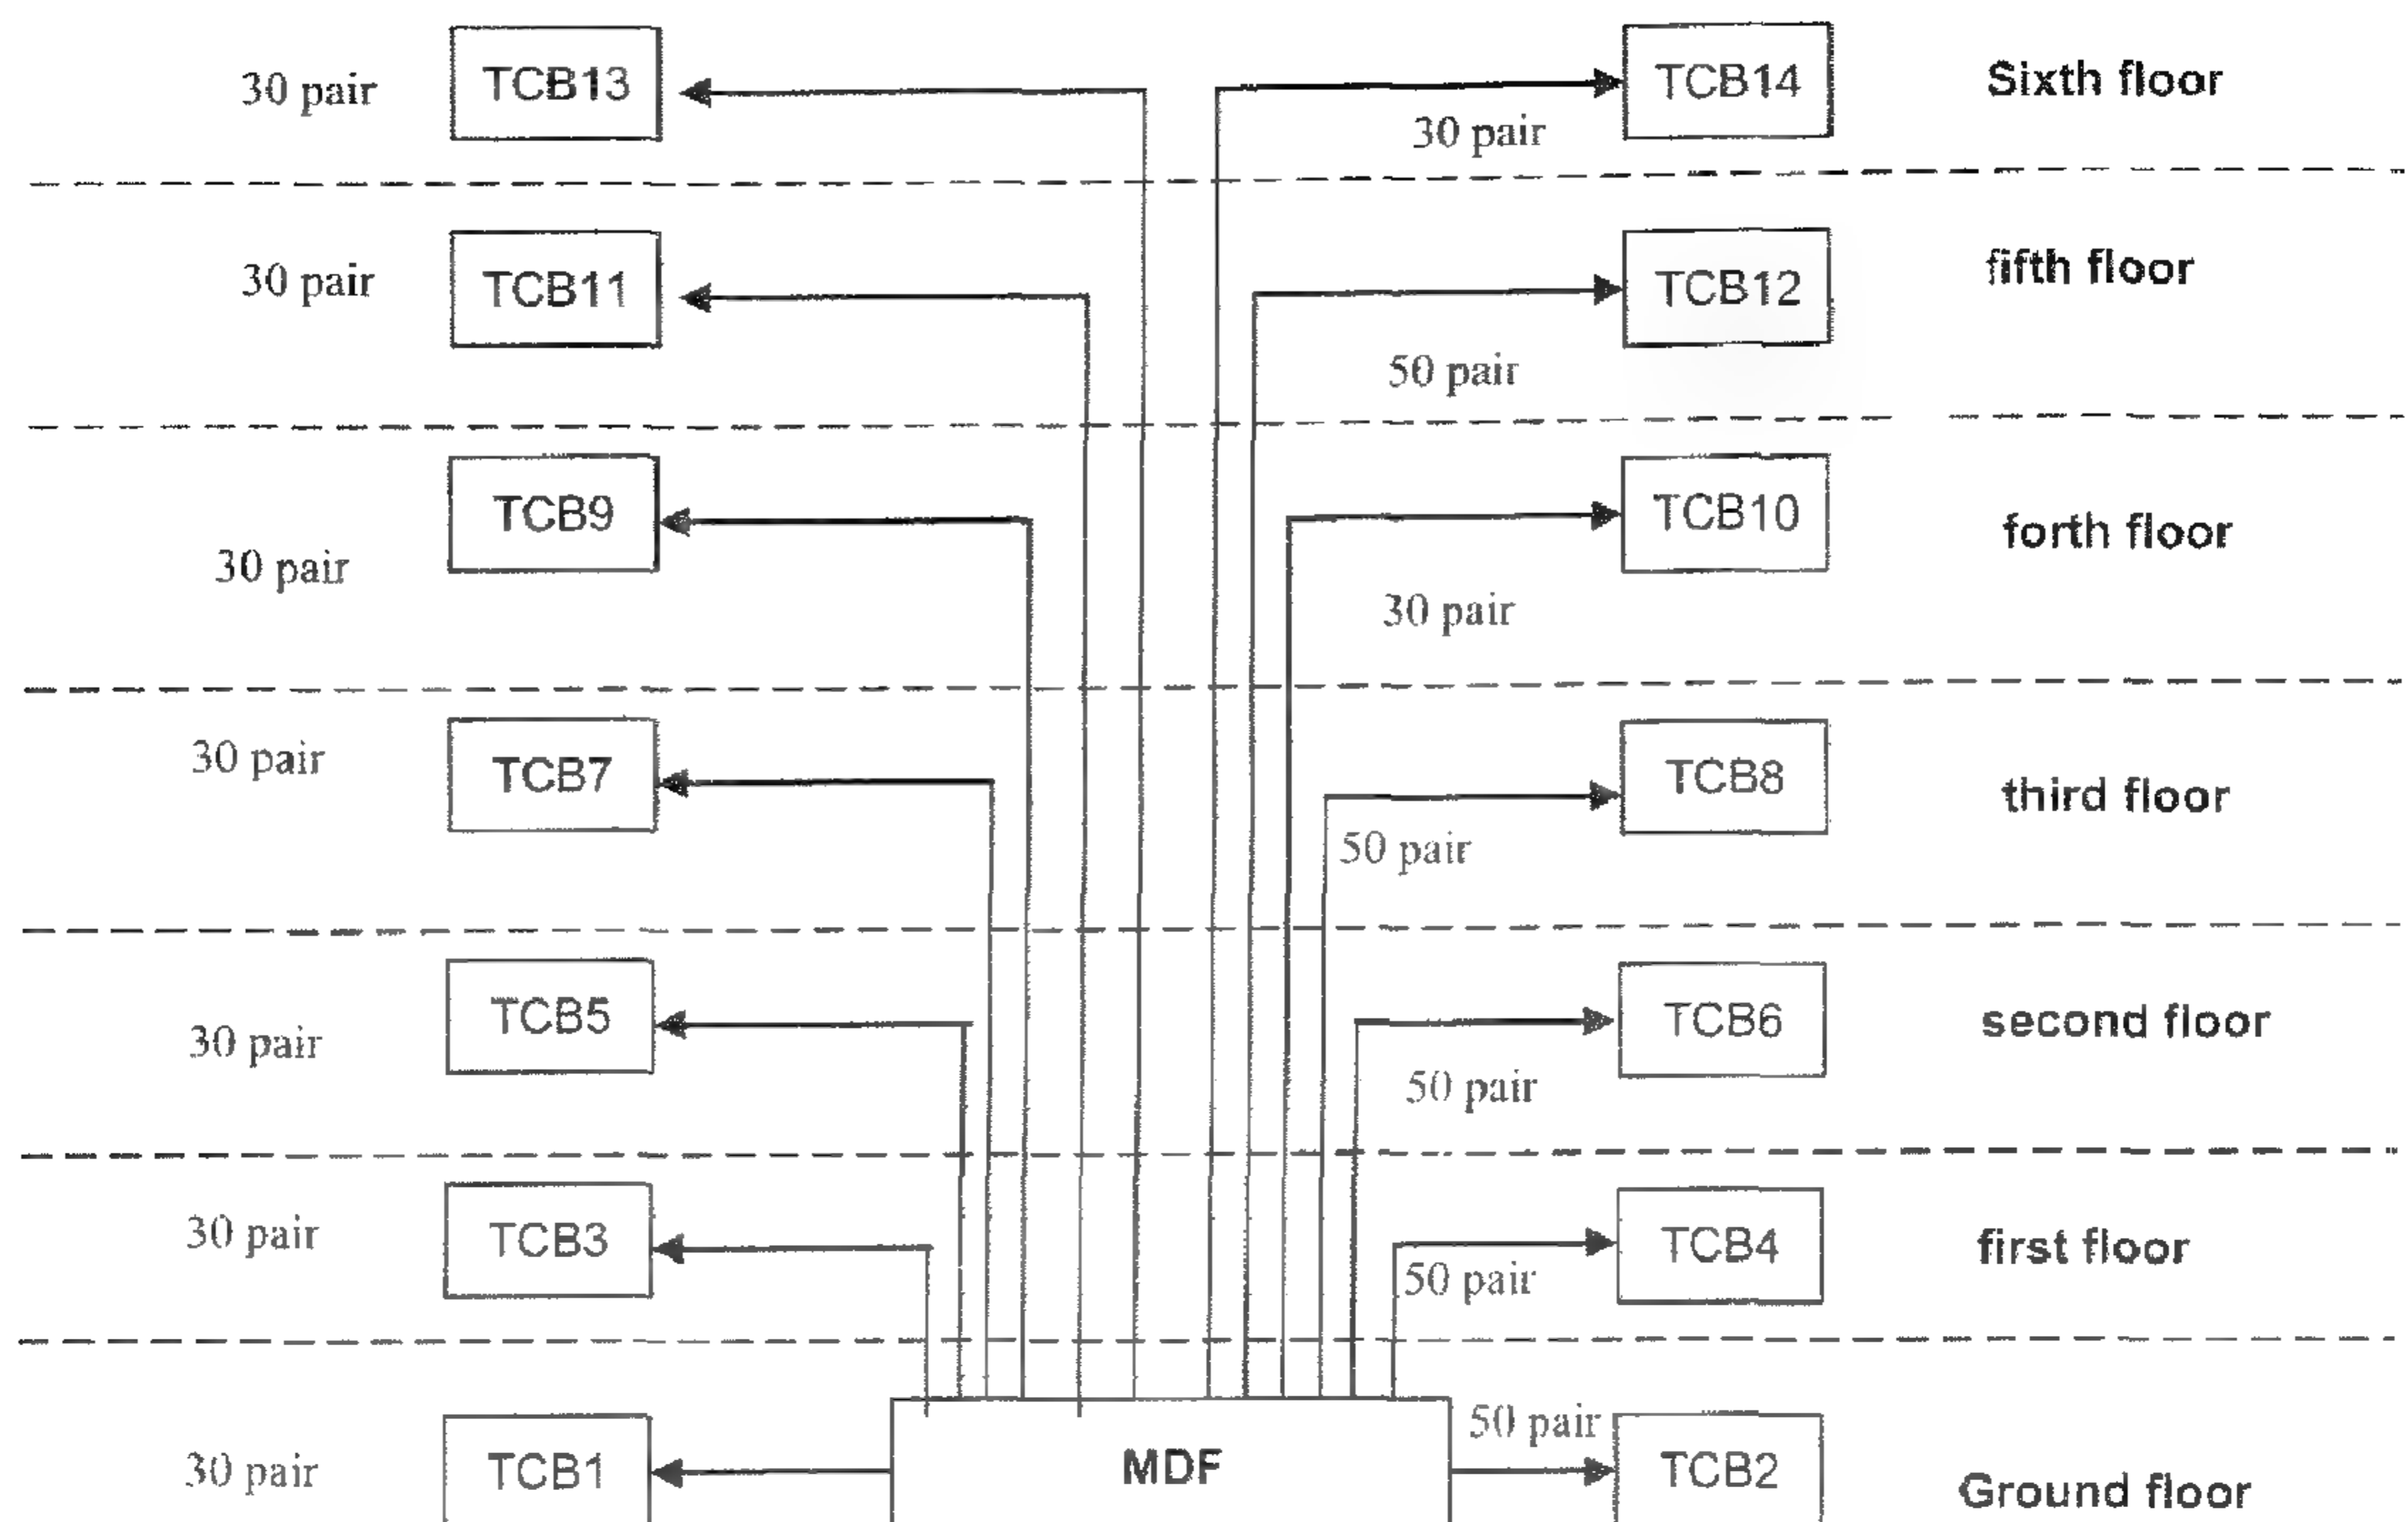 30 pair
TCB13
TCB14
Sixth floor
30 pair
30 pair
TCB11
TCB12
fifth floor
50 pair
TCB9
TCB10
forth floor
30 pair
30 pair
30 pair
TCB7
TCB8
third floor
50 pair
TCB5
TCB6
second floor
30 pair
50 pair
30 pair
TCB3
TCB4
first floor
50 pair
50 pair
30 pair
TCB1
MDF
TCB2
Ground floor